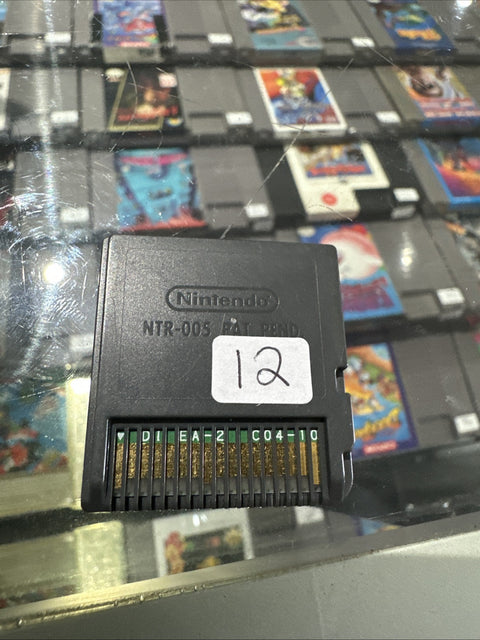 Nintendo®
NTR-005 PAT PEND
12
▼ DI EA-2 C04-10